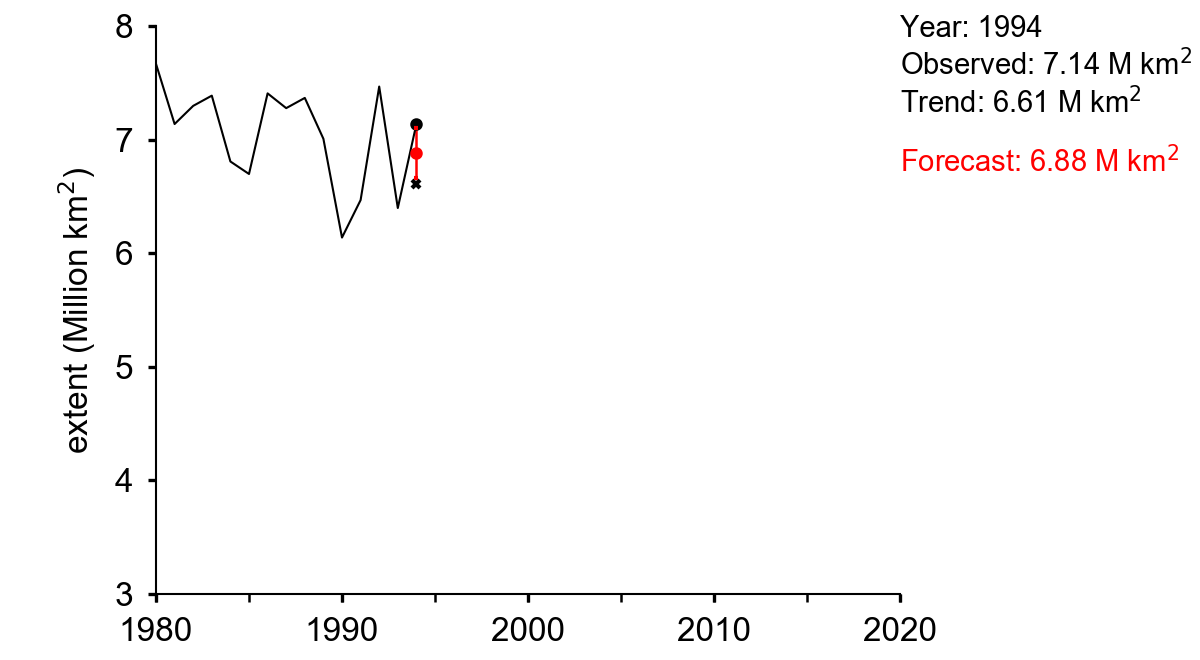 Year: 1994
Observed: 7.14 M km²
Trend: 6.61 M km²
Forecast: 6.88 M km²
extent (Million km²)
8
7
6
5
4
3
1980 1990 2000 2010 2020